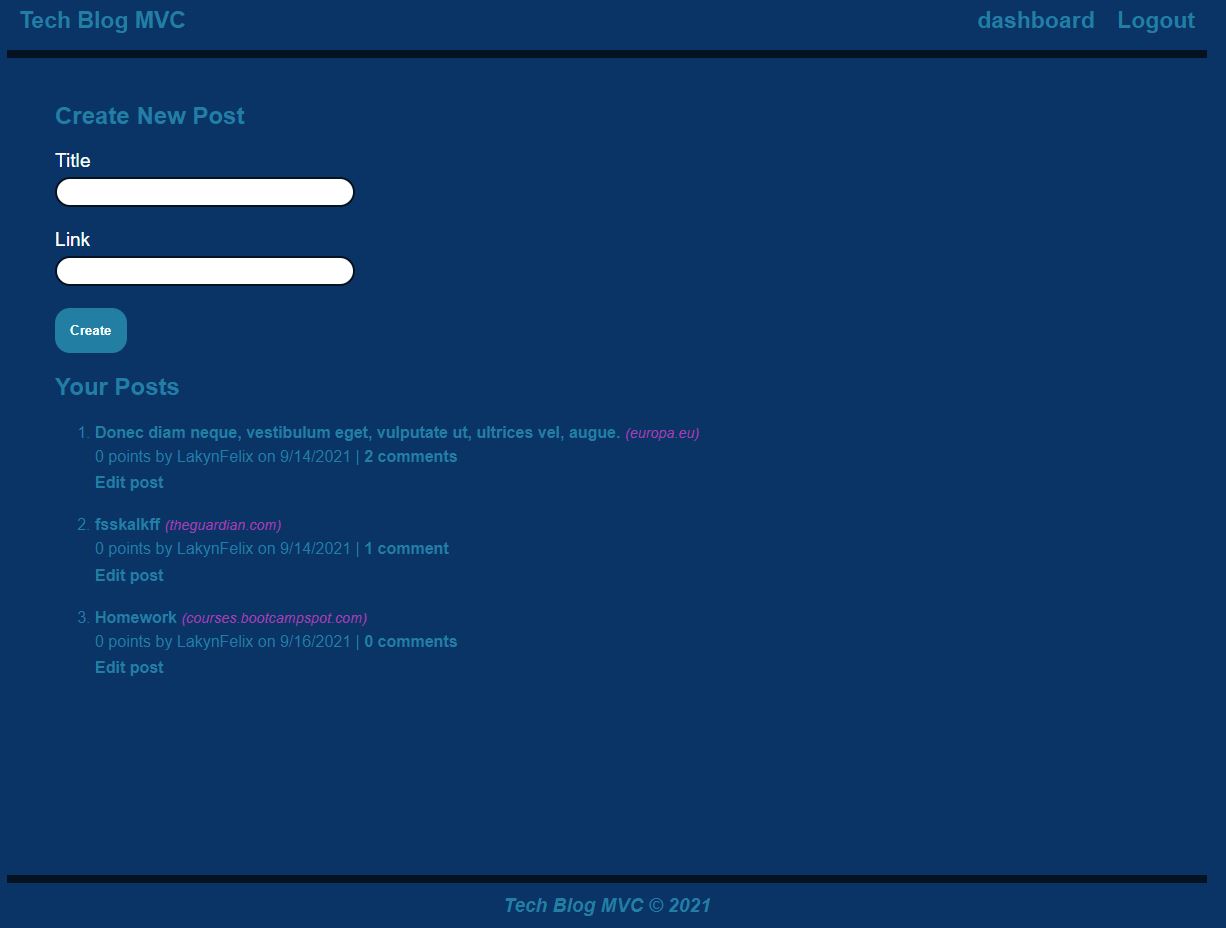 Tech Blog MVC
dashboard Logout
Create New Post
Title
Link
Create
Your Posts
1. Donec diam neque, vestibulum eget, vulputate ut, ultrices vel, augue. (europa.eu)
0 points by LakynFelix on 9/14/2021 | 2 comments
Edit post
2. fsskalkff (theguardian.com)
0 points by LakynFelix on 9/14/2021 | 1 comment
Edit post
3. Homework (courses.bootcampspot.com)
0 points by LakynFelix on 9/16/2021 | 0 comments
Edit post
Tech Blog MVC © 2021